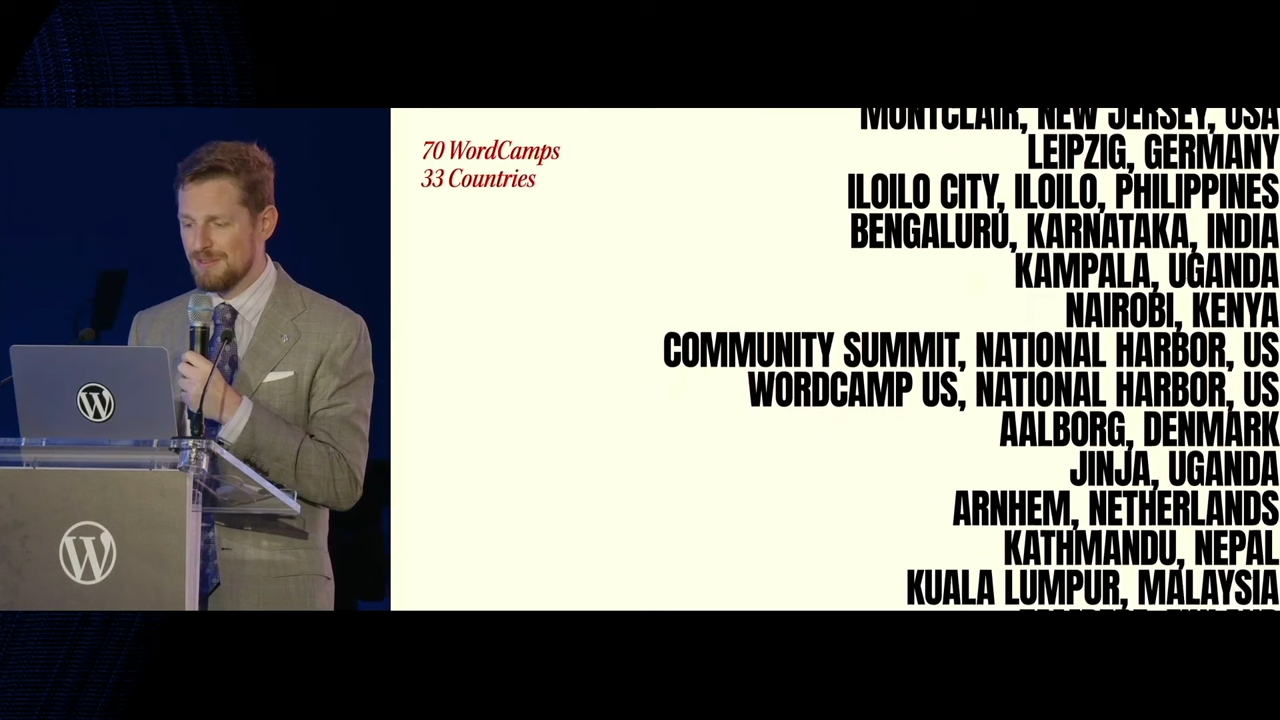 70 WordCamps
33 Countries
MONTCLAIR, NEW JERSEY, USA
LEIPZIG, GERMANY
ILOILO CITY, ILOILO, PHILIPPINES
BENGALURU, KARNATAKA, INDIA
KAMPALA, UGANDA
NAIROBI, KENYA
COMMUNITY SUMMIT, NATIONAL HARBOR, US
WORDCAMP US, NATIONAL HARBOR, US
AALBORG, DENMARK
JINJA, UGANDA
ARNHEM, NETHERLANDS
KATHMANDU, NEPAL
KUALA LUMPUR, MALAYSIA